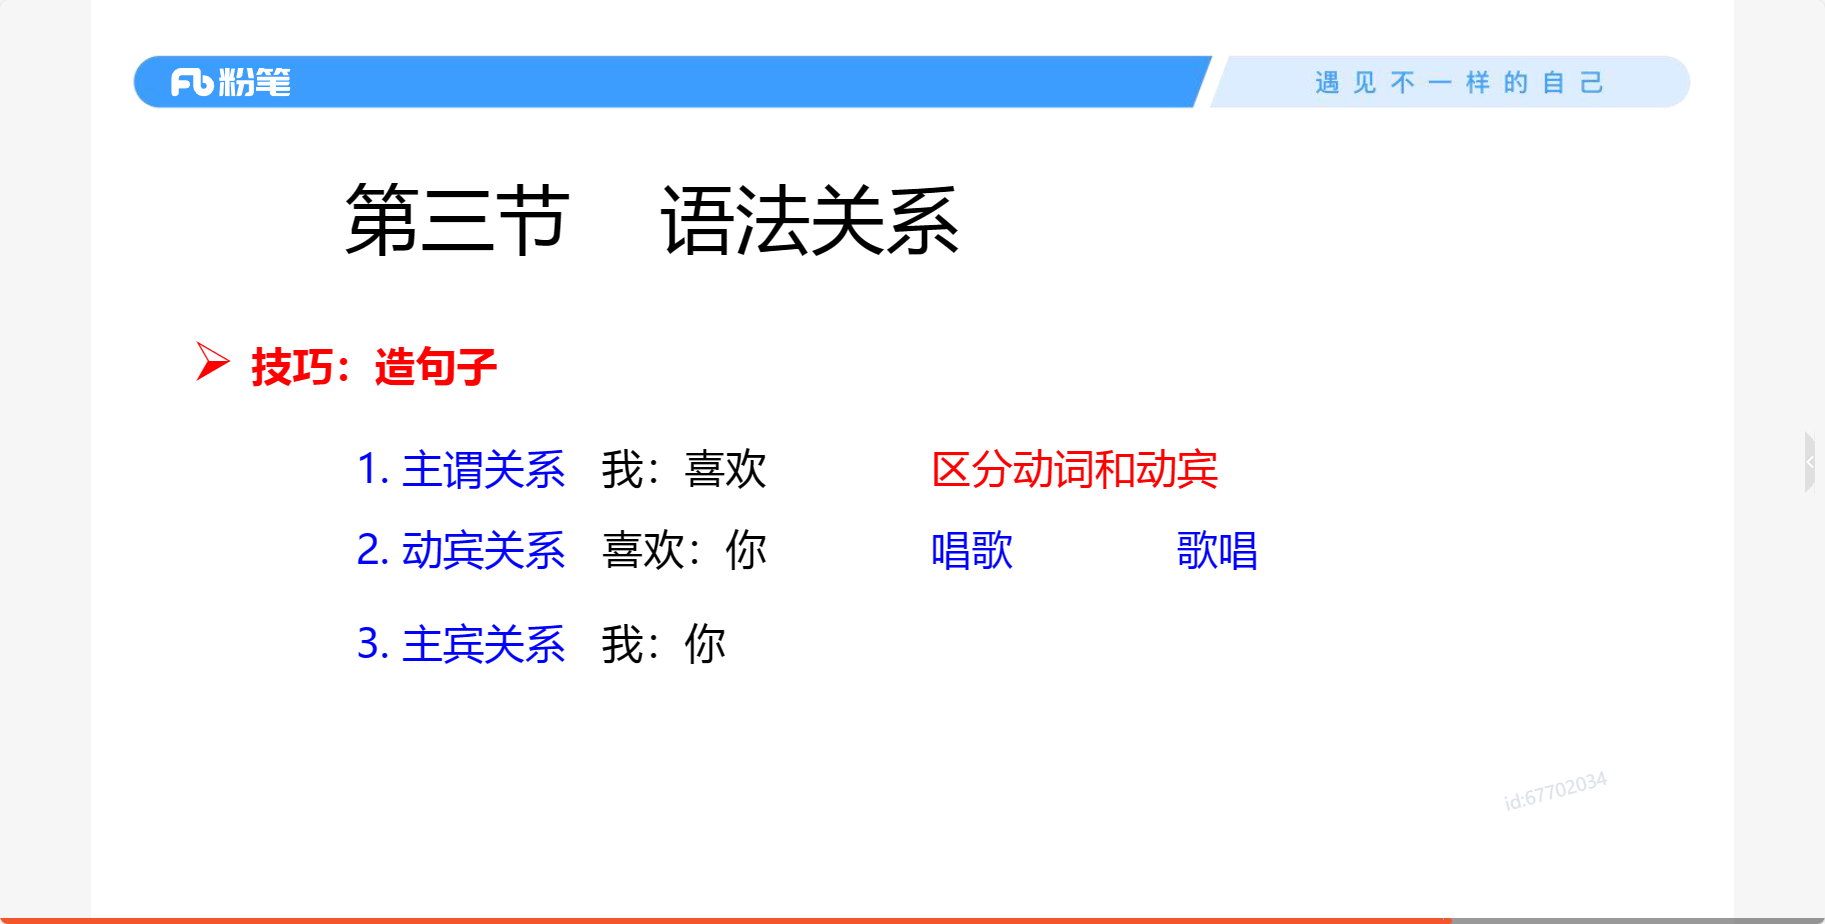 Fb粉笔
遇见不一样的自己
第三节 语法关系
技巧：造句子
1. 主谓关系 我：喜欢 区分动词和动宾
2. 动宾关系 喜欢：你 唱歌 歌唱
3. 主宾关系 我：你
id:67702034